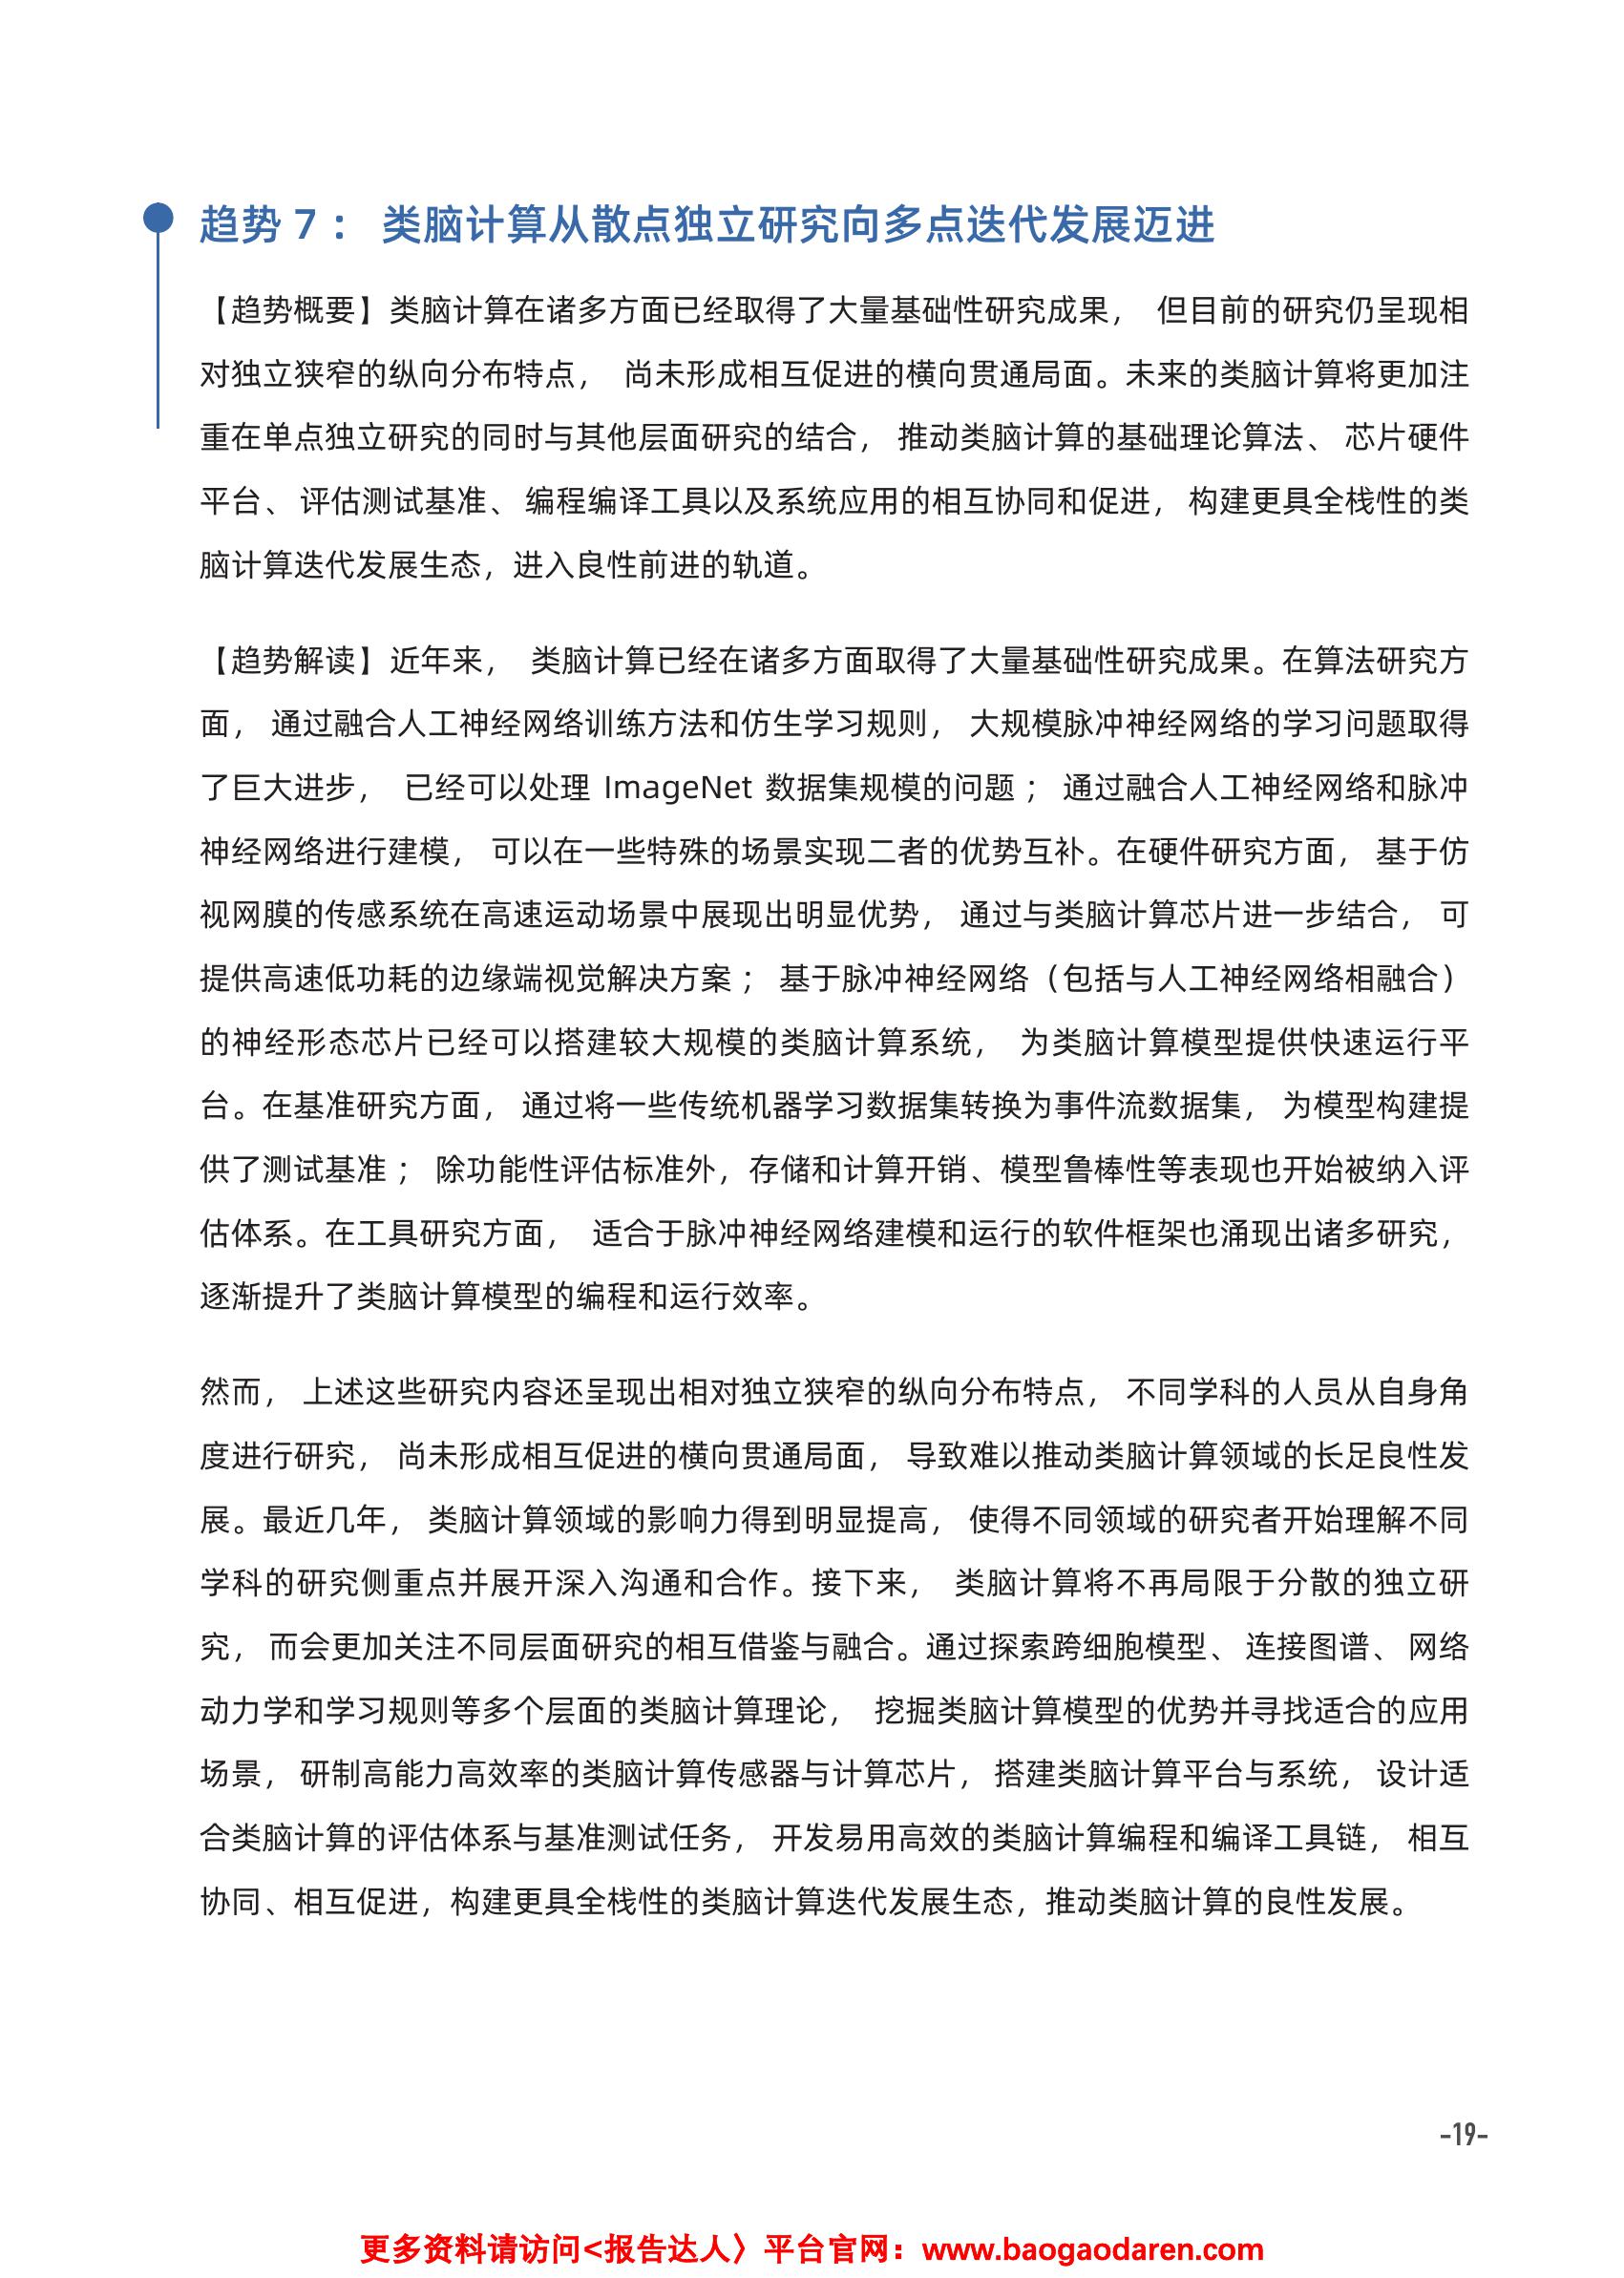 趋势 7 ： 类脑计算从散点独立研究向多点迭代发展迈进
【趋势概要】类脑计算在诸多方面已经取得了大量基础性研究成果， 但目前的研究仍呈现相
对独立狭窄的纵向分布特点， 尚未形成相互促进的横向贯通局面。未来的类脑计算将更加注
重在单点独立研究的同时与其他层面研究的结合， 推动类脑计算的基础理论算法、 芯片硬件
平台、 评估测试基准、 编程编译工具以及系统应用的相互协同和促进， 构建更具全栈性的类
脑计算迭代发展生态，进入良性前进的轨道。
【趋势解读】近年来， 类脑计算已经在诸多方面取得了大量基础性研究成果。在算法研究方
面， 通过融合人工神经网络训练方法和仿生学习规则， 大规模脉冲神经网络的学习问题取得
了巨大进步， 已经可以处理 ImageNet 数据集规模的问题 ； 通过融合人工神经网络和脉冲
神经网络进行建模， 可以在一些特殊的场景实现二者的优势互补。在硬件研究方面， 基于仿
视网膜的传感系统在高速运动场景中展现出明显优势， 通过与类脑计算芯片进一步结合， 可
提供高速低功耗的边缘端视觉解决方案 ； 基于脉冲神经网络（包括与人工神经网络相融合）
的神经形态芯片已经可以搭建较大规模的类脑计算系统， 为类脑计算模型提供快速运行平
台。在基准研究方面， 通过将一些传统机器学习数据集转换为事件流数据集， 为模型构建提
供了测试基准 ； 除功能性评估标准外，存储和计算开销、模型鲁棒性等表现也开始被纳入评
估体系。在工具研究方面， 适合于脉冲神经网络建模和运行的软件框架也涌现出诸多研究，
逐渐提升了类脑计算模型的编程和运行效率。
然而， 上述这些研究内容还呈现出相对独立狭窄的纵向分布特点， 不同学科的人员从自身角
度进行研究， 尚未形成相互促进的横向贯通局面， 导致难以推动类脑计算领域的长足良性发
展。最近几年， 类脑计算领域的影响力得到明显提高， 使得不同领域的研究者开始理解不同
学科的研究侧重点并展开深入沟通和合作。接下来， 类脑计算将不再局限于分散的独立研
究， 而会更加关注不同层面研究的相互借鉴与融合。通过探索跨细胞模型、 连接图谱、 网络
动力学和学习规则等多个层面的类脑计算理论， 挖掘类脑计算模型的优势并寻找适合的应用
场景， 研制高能力高效率的类脑计算传感器与计算芯片， 搭建类脑计算平台与系统， 设计适
合类脑计算的评估体系与基准测试任务， 开发易用高效的类脑计算编程和编译工具链， 相互
协同、相互促进，构建更具全栈性的类脑计算迭代发展生态，推动类脑计算的良性发展。
-19-
更多资料请访问<报告达人〉平台官网：www.baogaodaren.com